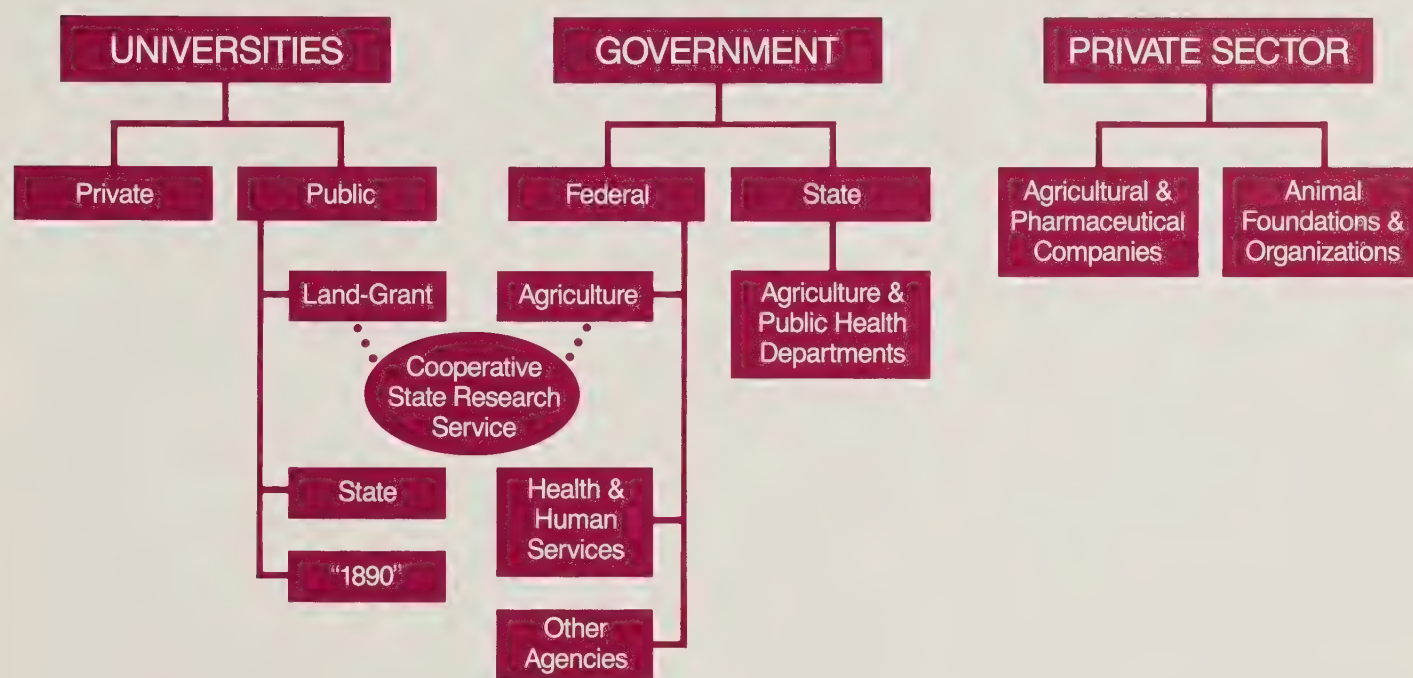 UNIVERSITIES
Private
Public
Land-Grant
State
"1890"
GOVERNMENT
Federal
Agriculture
Cooperative
State Research
Service
Health &
Human
Services
Other
Agencies
State
Agriculture &
Public Health
Departments
PRIVATE SECTOR
Agricultural &
Pharmaceutical
Companies
Animal
Foundations &
Organizations